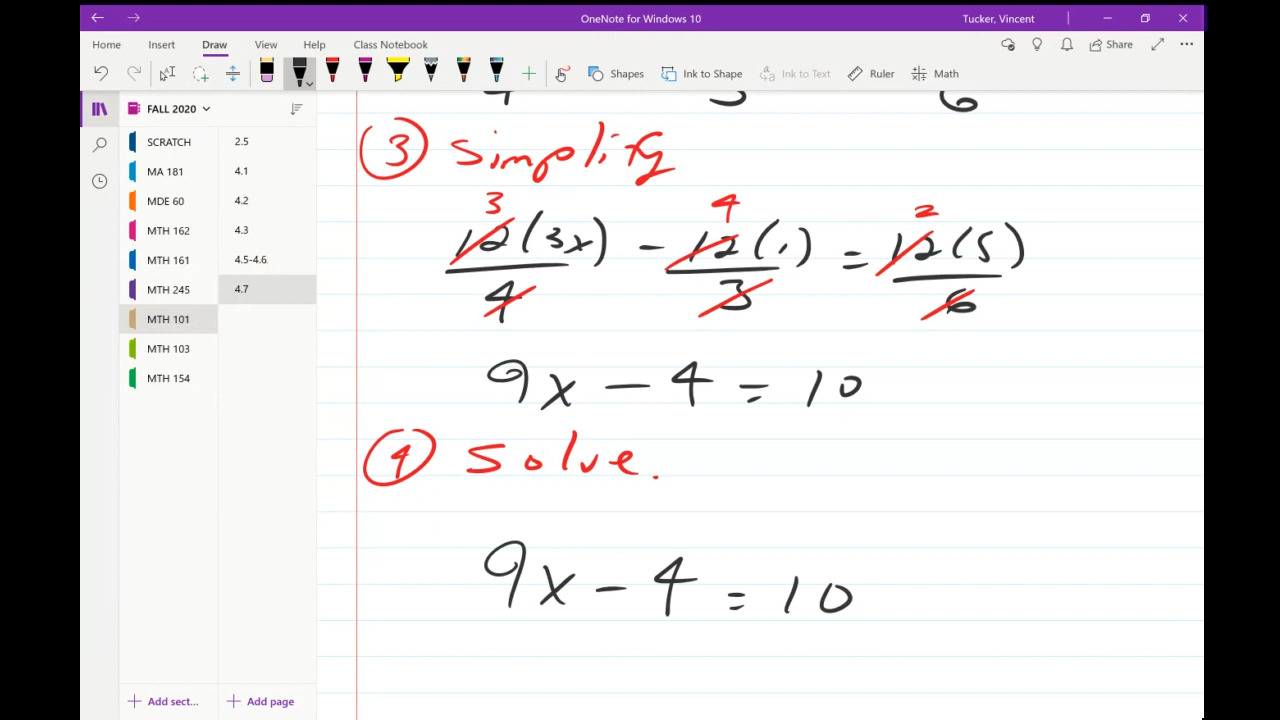 OneNote for Windows 10
Tucker, Vincent
Home Insert Draw View Help Class Notebook
Share
Shapes Ink to Shape Ink to Text Ruler Math
FALL 2020
SCRATCH
MA 181
MDE 60
MTH 162
MTH 161
MTH 245
MTH 101
MTH 103
MTH 154
2.5
4.1
4.2
4.3
4.5-4.6
4.7
4 3 6
③ Simplify
3 4 2
12(3x) - 12(1) = 12(5)
4 3 6
9x - 4 = 10
④ Solve.
9x - 4 = 10
Add sect...
Add page